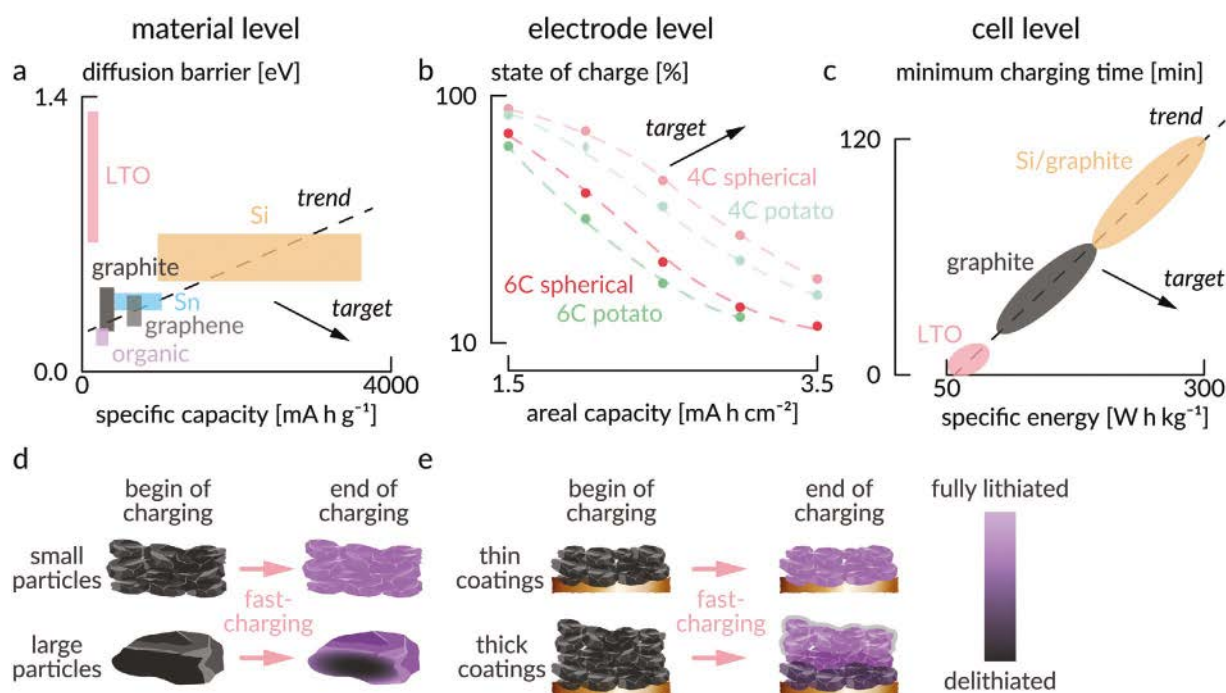 material level
electrode level
cell level
a
diffusion barrier [eV]
1.4
LTO
trend
Si
graphite
Sn
graphene
organic
target
0.0
0
4000
specific capacity [mA h g⁻¹]
b
state of charge [%]
100
target
4C spherical
4C potato
6C spherical
6C potato
10
1.5
3.5
areal capacity [mA h cm⁻²]
c
minimum charging time [min]
120
trend
Si/graphite
graphite
target
LTO
0
50
300
specific energy [W h kg⁻¹]
d
begin of
charging
end of
charging
small
particles
fast-
charging
large
particles
e
begin of
charging
end of
charging
thin
coatings
fast-
charging
thick
coatings
fully lithiated
delithiated